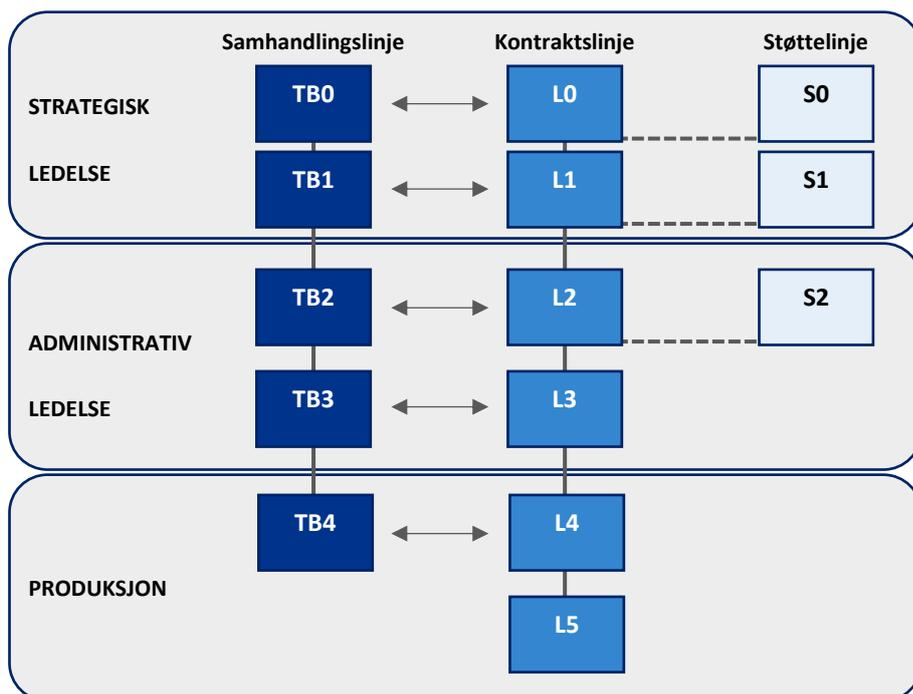 Samhandlingslinje Kontraktslinje Støttelinje
TB0 L0 S0
STRATEGISK
LEDELSE
TB1 L1 S1
TB2 L2 S2
ADMINISTRATIV
LEDELSE
TB3 L3
TB4 L4
PRODUKSJON
L5